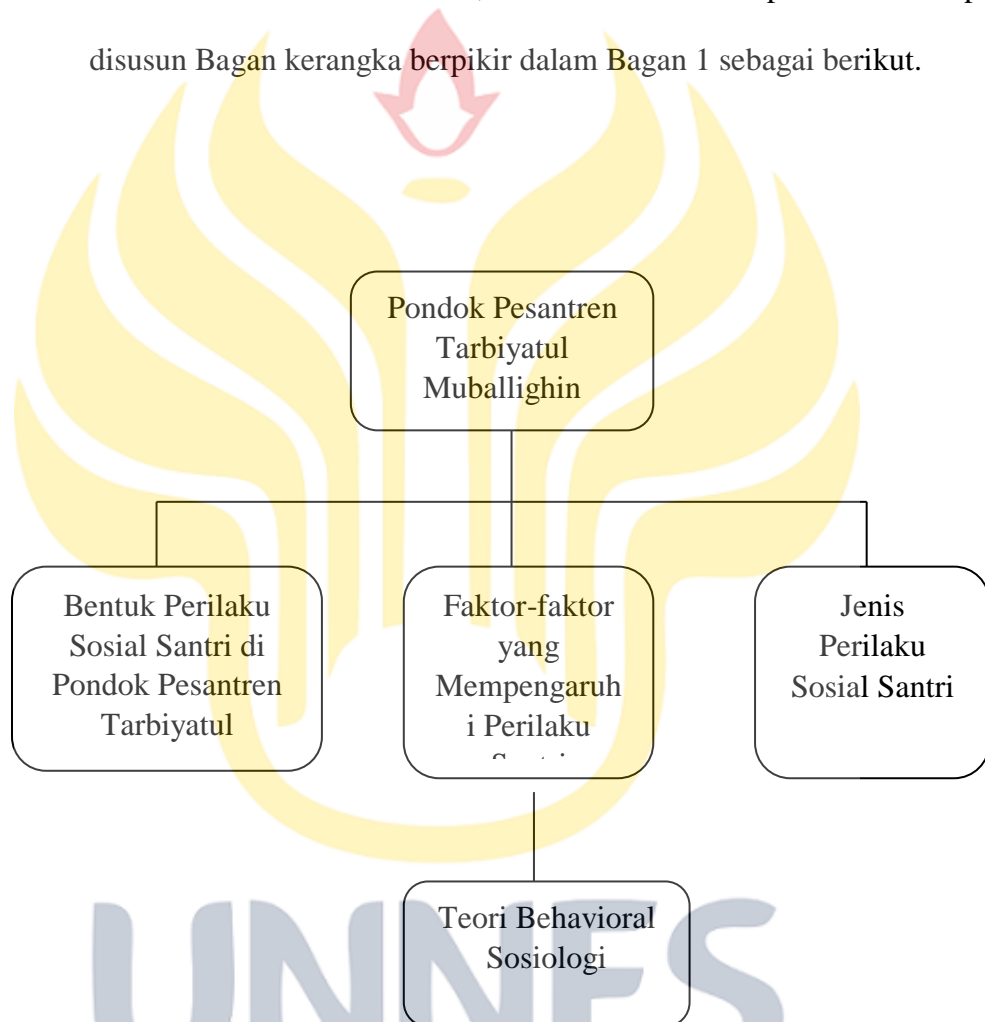 disusun Bagan kerangka berpikir dalam Bagan 1 sebagai berikut.
Pondok Pesantren
Tarbiyatul
Muballighin
Bentuk Perilaku
Sosial Santri di
Pondok Pesantren
Tarbiyatul
Faktor-faktor
yang
Mempengaruh
i Perilaku
Jenis
Perilaku
Sosial Santri
Teori Behavioral
Sosiologi
UNNES